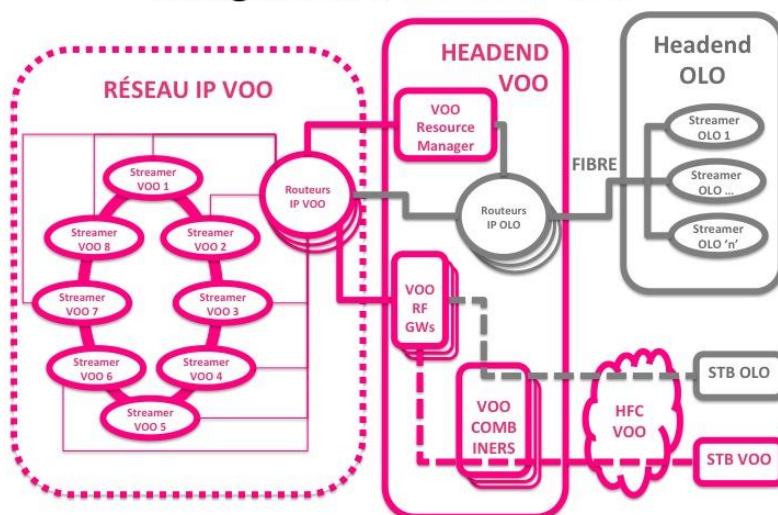 RÉSEAU IP VOO
Streamer
VOO 1
Streamer
VOO 8
Streamer
VOO 2
Streamer
VOO 7
Streamer
VOO 3
Streamer
VOO 6
Streamer
VOO 4
Streamer
VOO 5
Routeurs
IP VOO
HEADEND
VOO
VOO
Resource
Manager
Routeurs
IP OLO
VOO
RF
GWs
VOO
COMB
INERS
FIBRE
Headend
OLO
Streamer
OLO 1
Streamer
OLO ...
Streamer
OLO 'n'
HFC
VOO
STB OLO
STB VOO